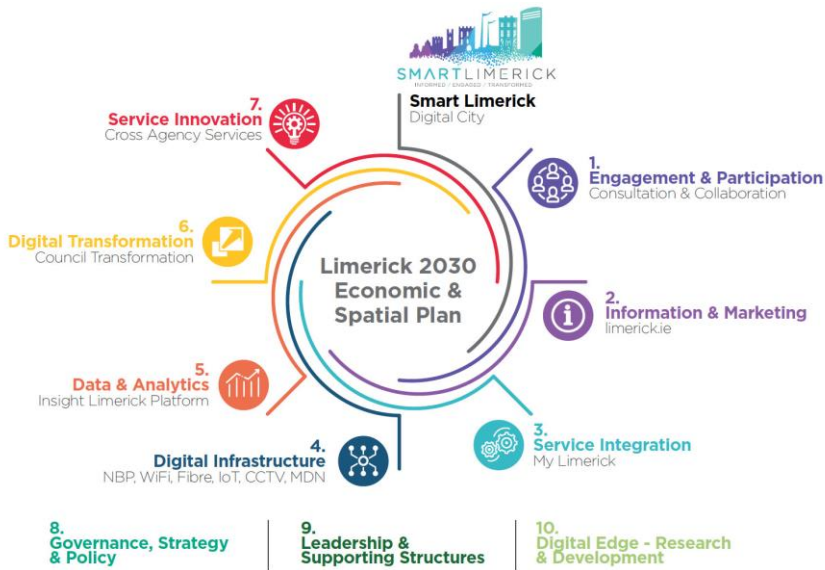 SMARTLIMERICK
INFORMED / ENGAGED / TRANSFORMED
Smart Limerick
Digital City
1.
Engagement & Participation
Consultation & Collaboration
2.
Information & Marketing
limerick.ie
3.
Service Integration
My Limerick
4.
Digital Infrastructure
NBP, WiFi, Fibre, IoT, CCTV, MDN
5.
Data & Analytics
Insight Limerick Platform
6.
Digital Transformation
Council Transformation
7.
Service Innovation
Cross Agency Services
Limerick 2030
Economic &
Spatial Plan
8.
Governance, Strategy
& Policy
9.
Leadership &
Supporting Structures
10.
Digital Edge - Research
& Development